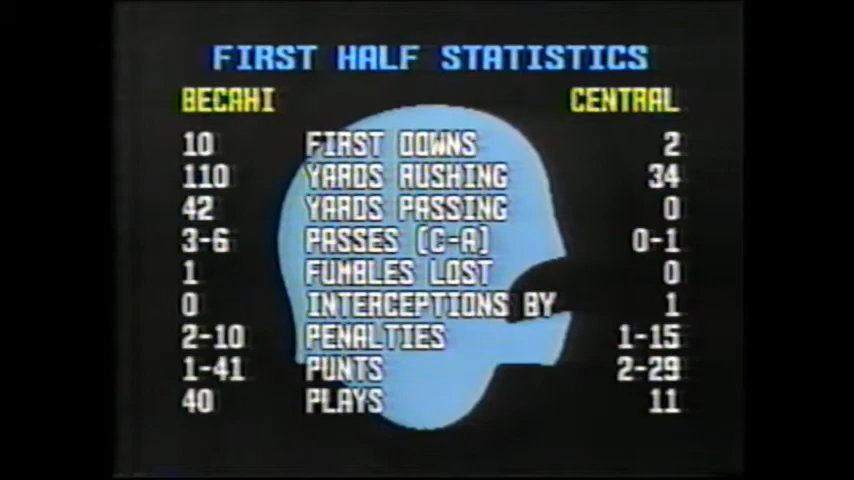 FIRST HALF STATISTICS
BECAHI CENTRAL
10 FIRST DOWNS 2
110 YARDS RUSHING 34
42 YARDS PASSING 0
3-6 PASSES (C-A) 0-1
1 FUMBLES LOST 0
0 INTERCEPTIONS BY 1
2-10 PENALTIES 1-15
1-41 PUNTS 2-29
40 PLAYS 11